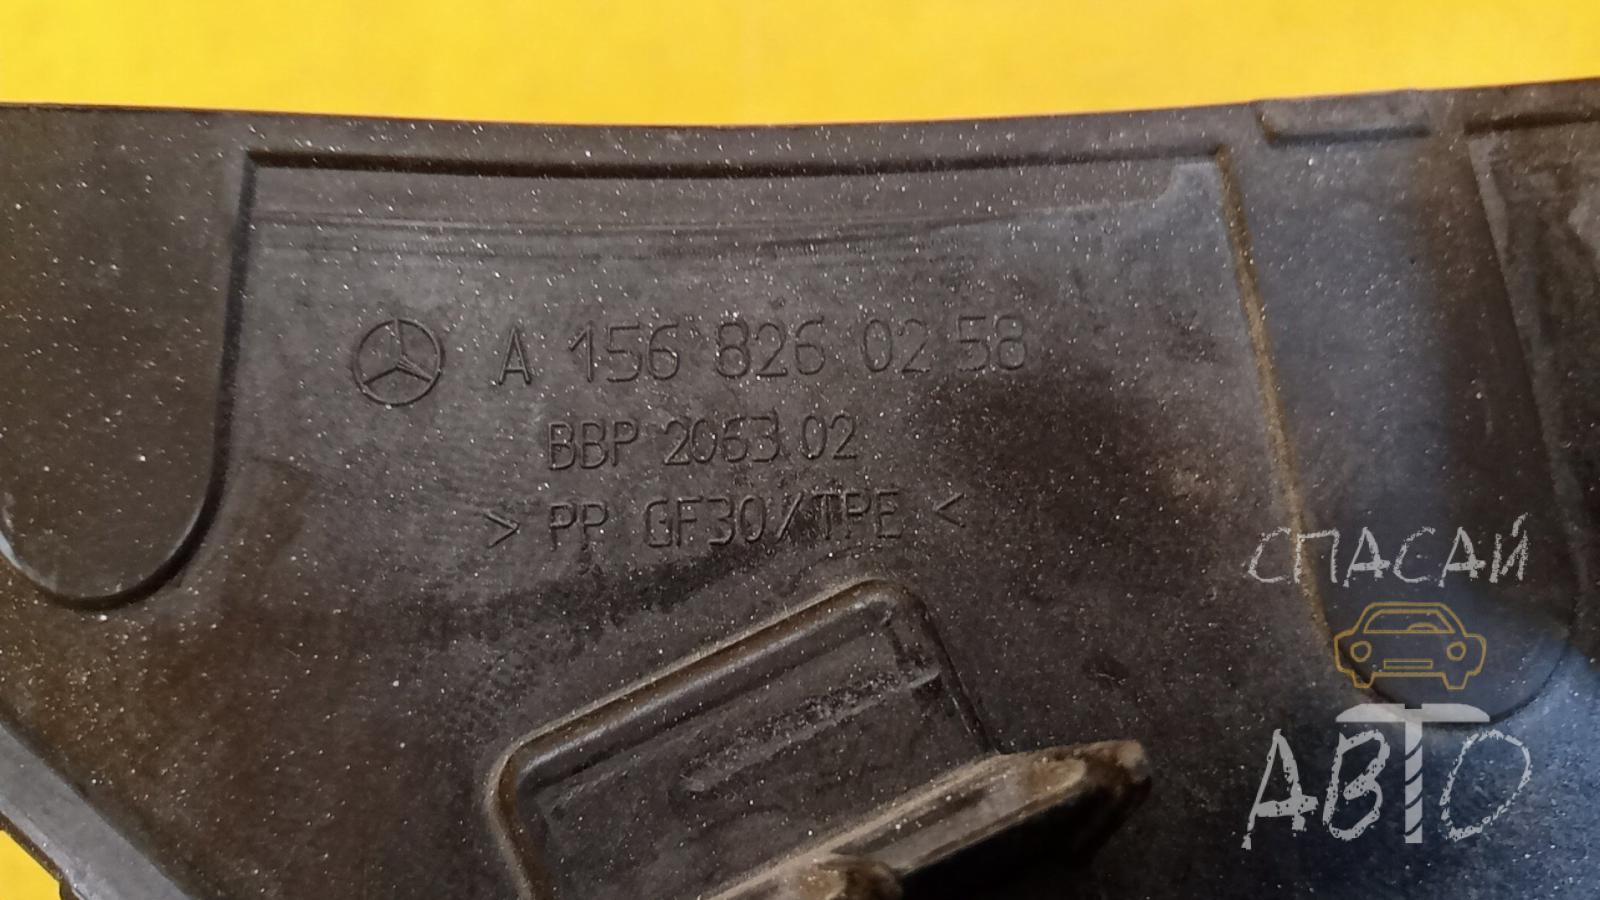 A 156 826 02 58
BBP 2063 02
> PP GF30/TPE <
СПАСАЙ
АВТО